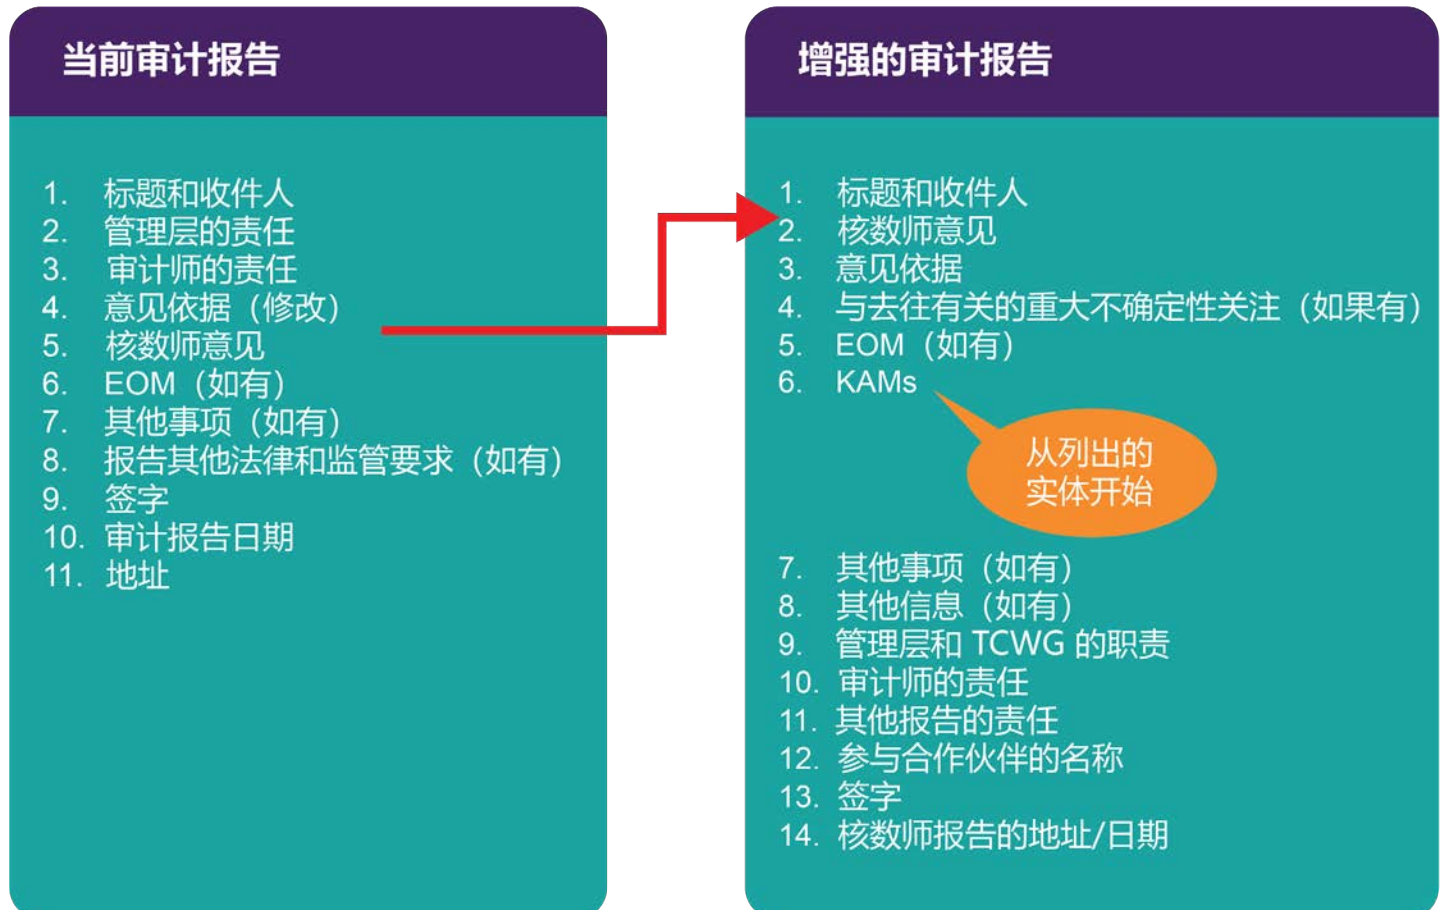 当前审计报告
1. 标题和收件人
2. 管理层的责任
3. 审计师的责任
4. 意见依据（修改）
5. 核数师意见
6. EOM（如有）
7. 其他事项（如有）
8. 报告其他法律和监管要求（如有）
9. 签字
10. 审计报告日期
11. 地址
增强的审计报告
1. 标题和收件人
2. 核数师意见
3. 意见依据
4. 与去往有关的重大不确定性关注（如果有）
5. EOM（如有）
6. KAMs
从列出的
实体开始
7. 其他事项（如有）
8. 其他信息（如有）
9. 管理层和 TCWG 的职责
10. 审计师的责任
11. 其他报告的责任
12. 参与合作伙伴的名称
13. 签字
14. 核数师报告的地址/日期